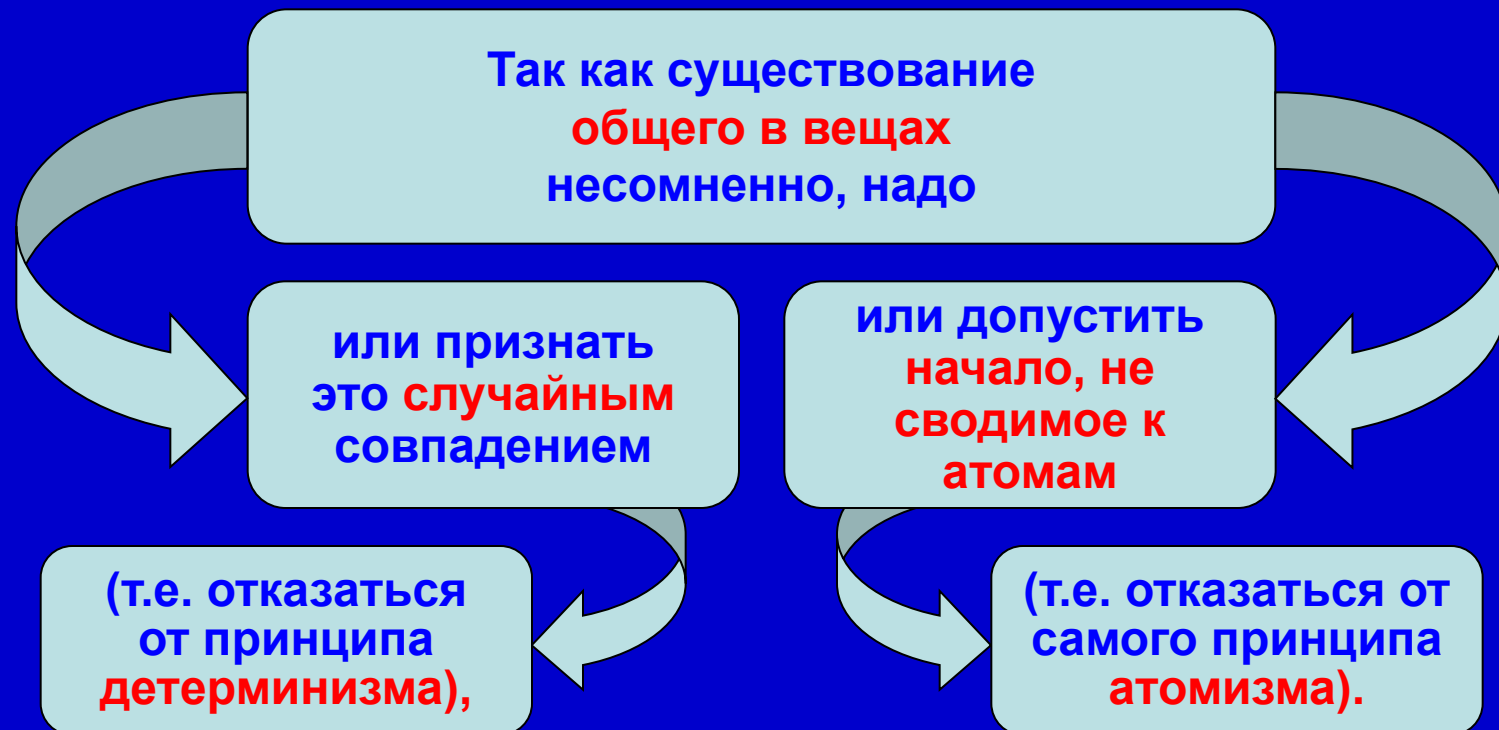 Так как существование
общего в вещах
несомненно, надо
или признать
это случайным
совпадением
или допустить
начало, не
сводимое к
атомам
(т.е. отказаться
от принципа
детерминизма),
(т.е. отказаться от
самого принципа
атомизма).